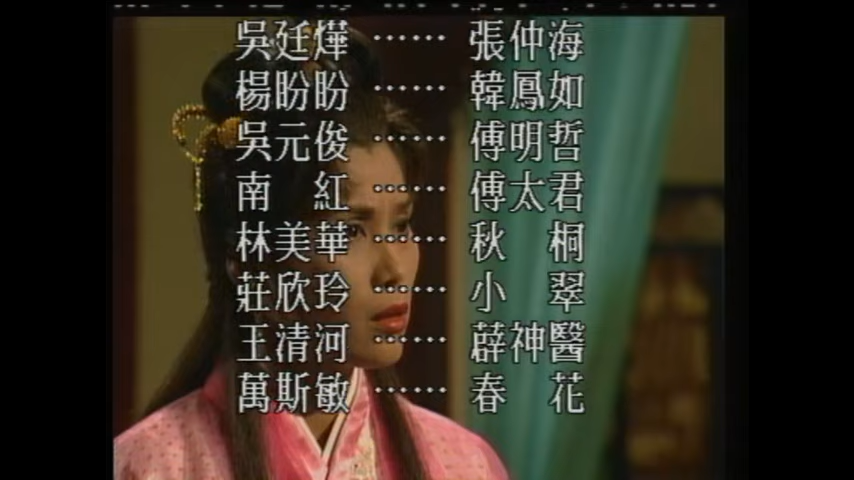 吳廷燁……張仲海
楊盼盼……韓鳳如
吳元俊……傅明哲
南　紅……傅太君
林美華……秋　桐
莊欣玲……小　翠
王清河……薜神醫
萬斯敏……春　花